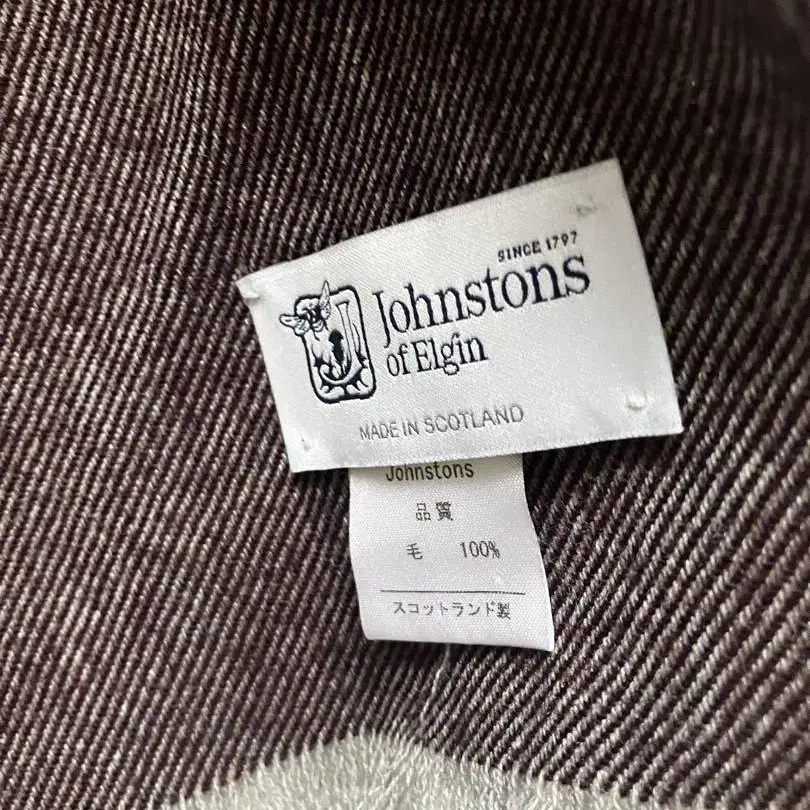 SINCE 1797
Johnstons
of Elgin
MADE IN SCOTLAND
Johnstons
品質
毛 100%
スコットランド製